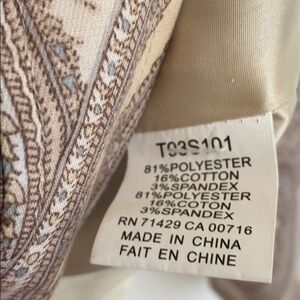 T03S101
81%POLYESTER
16%COTTON
3%SPANDEX
81%POLYESTER
16%COTON
3%SPANDEX
RN 71429 CA 00716
MADE IN CHINA
FAIT EN CHINE